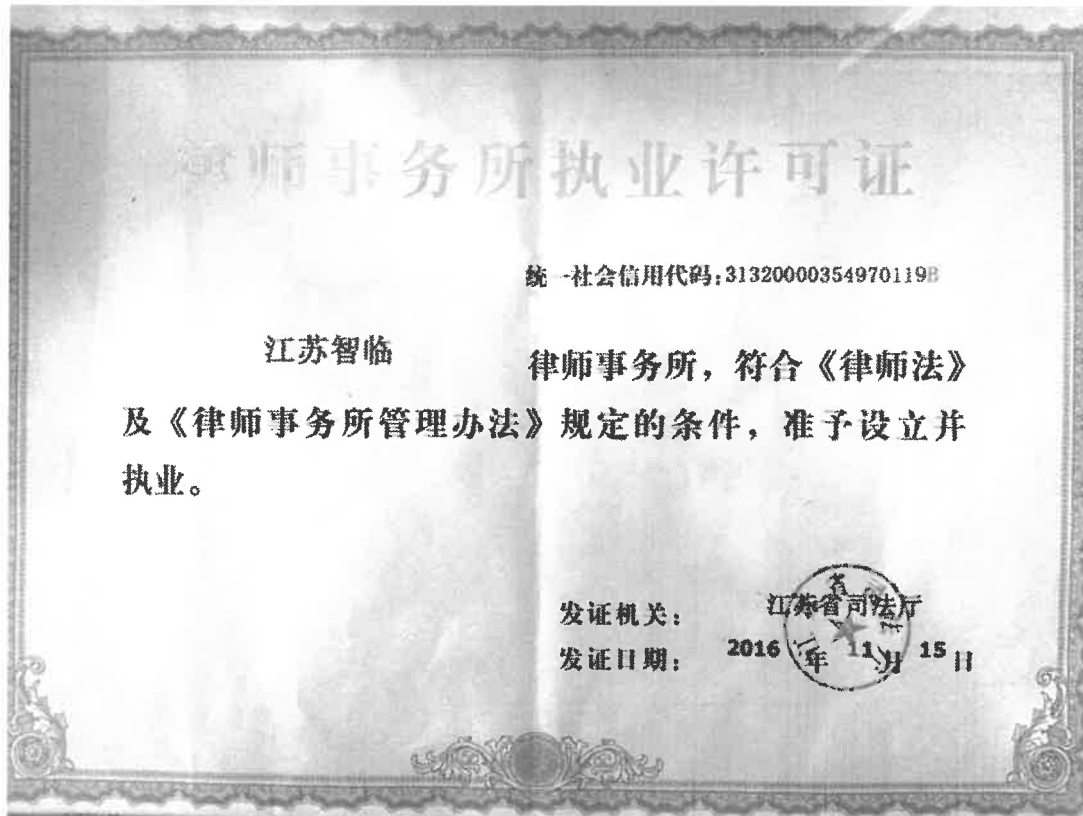 律师事务所执业许可证
统一社会信用代码:31320000354970119B
江苏智临 律师事务所，符合《律师法》
及《律师事务所管理办法》规定的条件，准予设立并
执业。
发证机关： 江苏省司法厅
发证日期： 2016 年 11 月 15 日